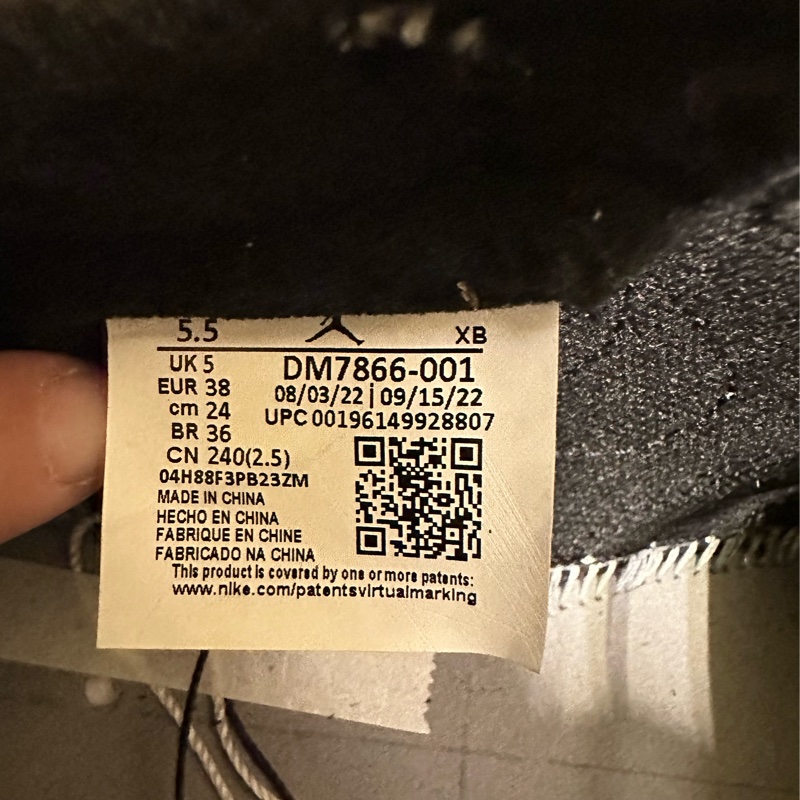 5.5 XB
UK 5
EUR 38
cm 24
BR 36
CN 240(2.5)
DM7866-001
08/03/22 | 09/15/22
UPC 00196149928807
04H88F3PB23ZM
MADE IN CHINA
HECHO EN CHINA
FABRIQUE EN CHINE
FABRICADO NA CHINA
This product is covered by one or more patents:
www.nike.com/patentsvirtualmarking